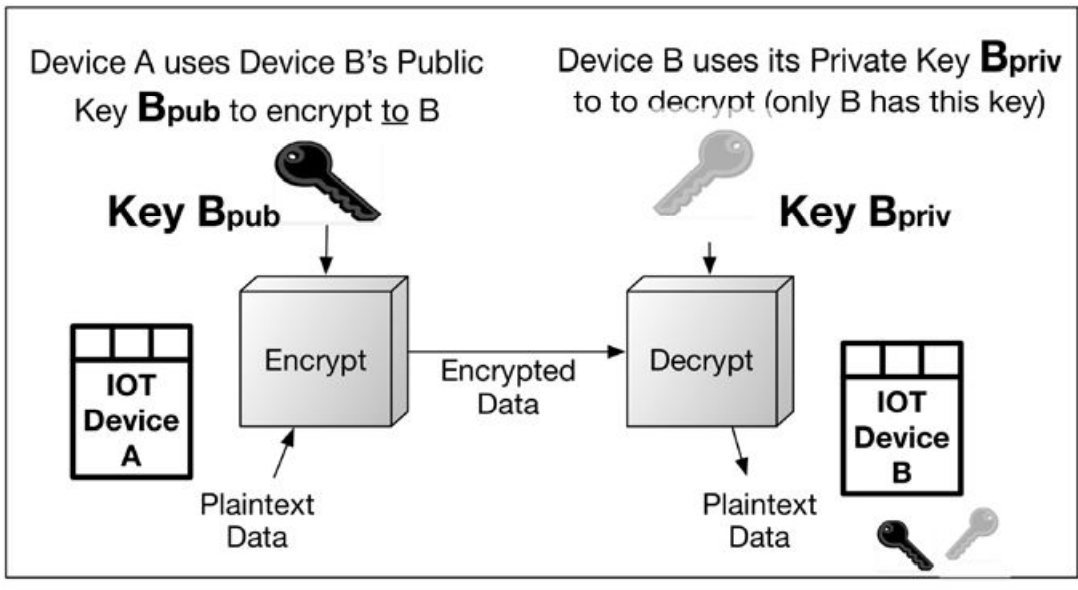 Device A uses Device B's Public
Key Bpub to encrypt to B
Device B uses its Private Key Bpriv
to to decrypt (only B has this key)
Key Bpub
Key Bpriv
Encrypt
Encrypted
Data
Decrypt
IOT
Device
A
IOT
Device
B
Plaintext
Data
Plaintext
Data